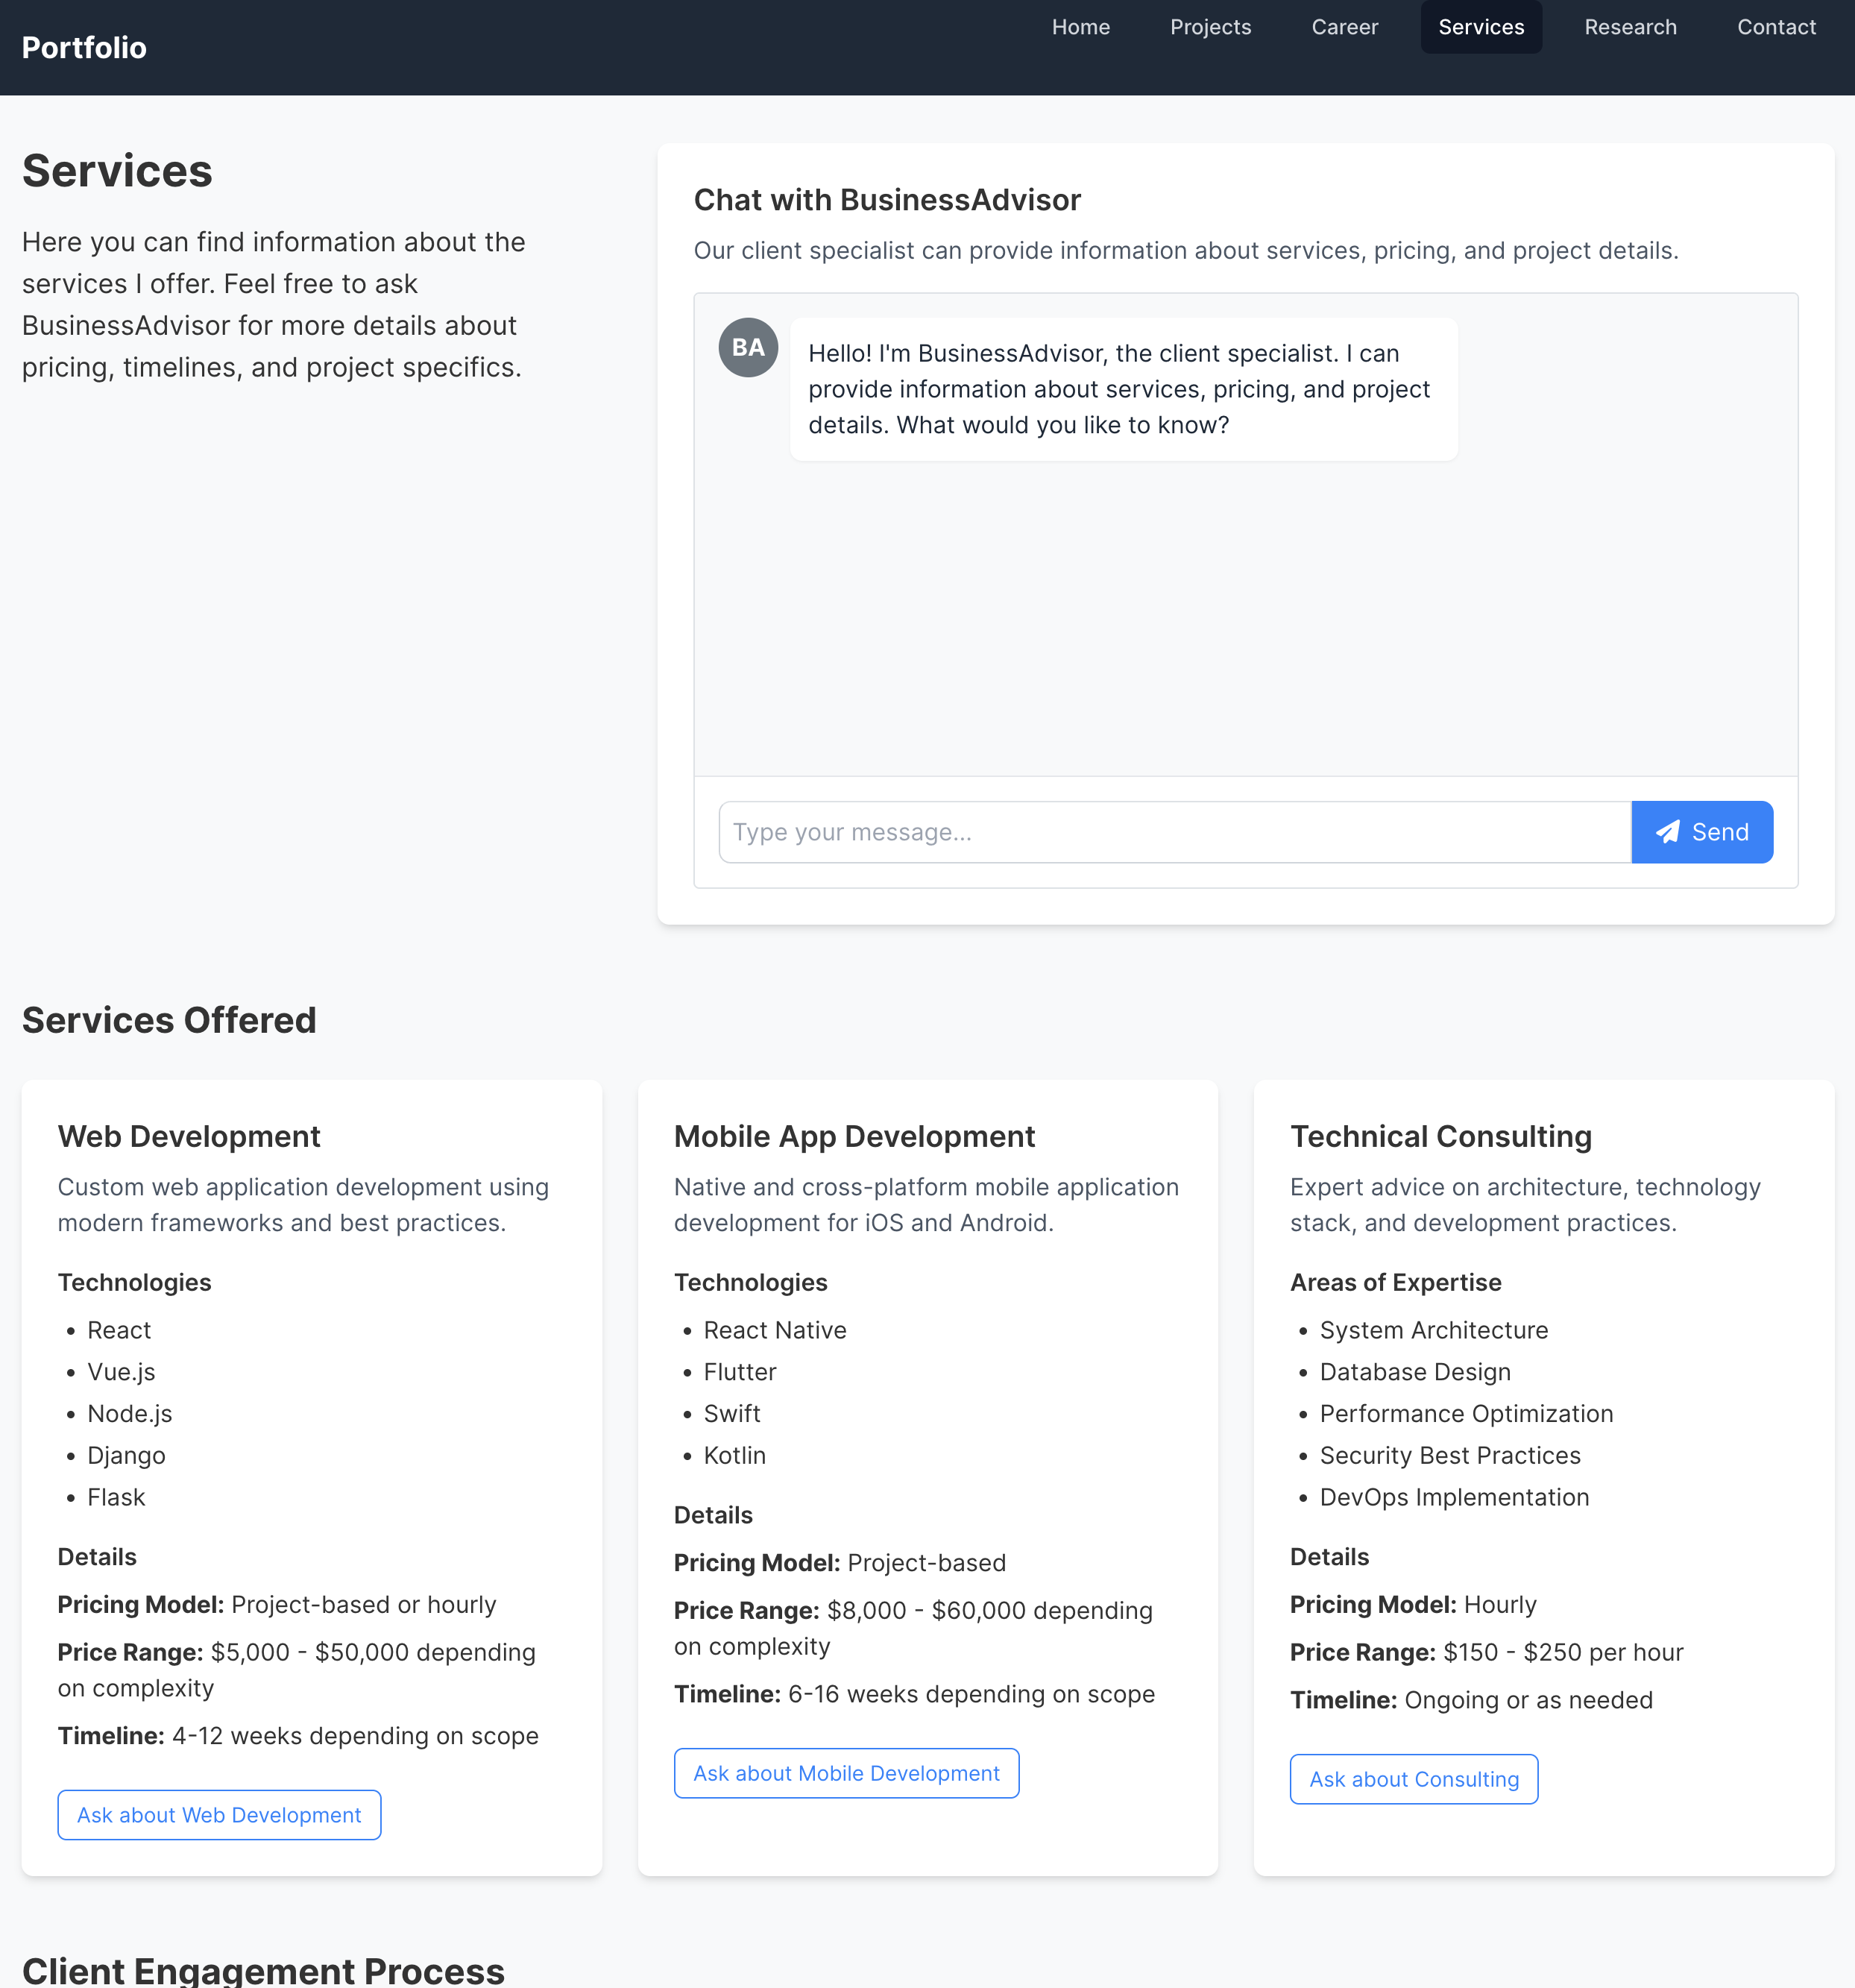 Portfolio
Home
Projects
Career
Services
Research
Contact
Services
Here you can find information about the
services I offer. Feel free to ask
BusinessAdvisor for more details about
pricing, timelines, and project specifics.
Chat with BusinessAdvisor
Our client specialist can provide information about services, pricing, and project details.
BA
Hello! I'm BusinessAdvisor, the client specialist. I can
provide information about services, pricing, and project
details. What would you like to know?
Type your message...
Send
Services Offered
Web Development
Custom web application development using
modern frameworks and best practices.
Technologies
• React
• Vue.js
• Node.js
• Django
• Flask
Details
Pricing Model: Project-based or hourly
Price Range: $5,000 - $50,000 depending
on complexity
Timeline: 4-12 weeks depending on scope
Ask about Web Development
Mobile App Development
Native and cross-platform mobile application
development for iOS and Android.
Technologies
• React Native
• Flutter
• Swift
• Kotlin
Details
Pricing Model: Project-based
Price Range: $8,000 - $60,000 depending
on complexity
Timeline: 6-16 weeks depending on scope
Ask about Mobile Development
Technical Consulting
Expert advice on architecture, technology
stack, and development practices.
Areas of Expertise
• System Architecture
• Database Design
• Performance Optimization
• Security Best Practices
• DevOps Implementation
Details
Pricing Model: Hourly
Price Range: $150 - $250 per hour
Timeline: Ongoing or as needed
Ask about Consulting
Client Engagement Process